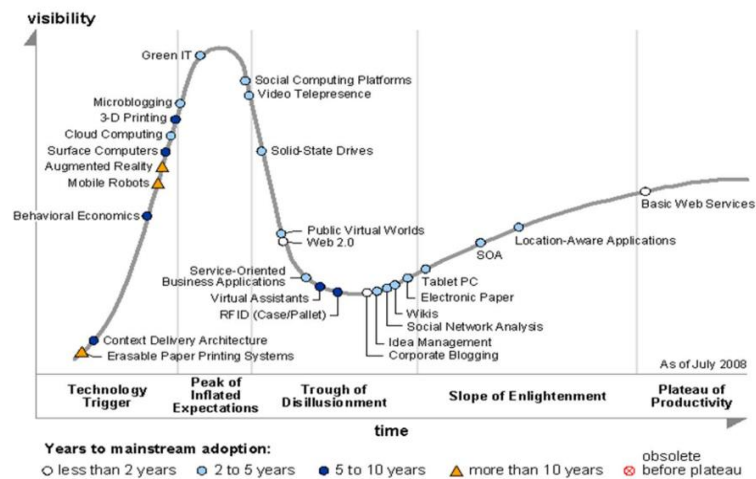 visibility
Green IT
Social Computing Platforms
Video Telepresence
Microblogging
3-D Printing
Cloud Computing
Surface Computers
Solid-State Drives
Augmented Reality
Mobile Robots
Basic Web Services
Behavioral Economics
Public Virtual Worlds
Web 2.0
Location-Aware Applications
SOA
Service-Oriented
Business Applications
Tablet PC
Virtual Assistants
Electronic Paper
RFID (Case/Pallet)
Wikis
Social Network Analysis
Context Delivery Architecture
Idea Management
Erasable Paper Printing Systems
Corporate Blogging
As of July 2008
Technology
Trigger
Peak of
Inflated
Expectations
Trough of
Disillusionment
Slope of Enlightenment
Plateau of
Productivity
time
Years to mainstream adoption:
less than 2 years
2 to 5 years
5 to 10 years
more than 10 years
obsolete
before plateau